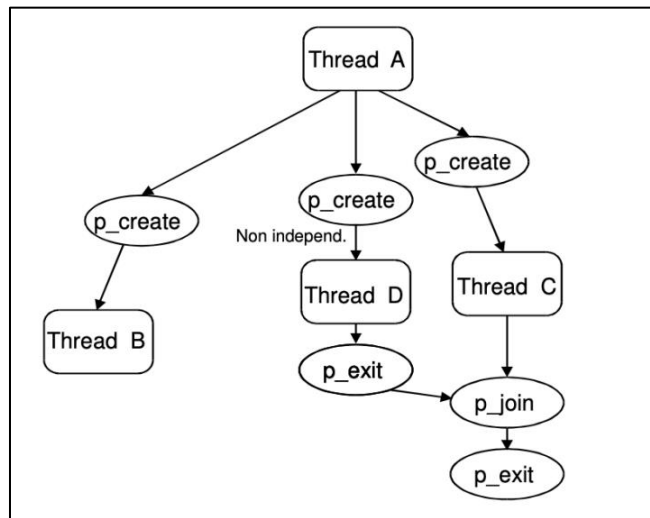 Thread A
p_create
p_create
p_create
Non independ.
Thread B
Thread D
Thread C
p_exit
p_join
p_exit